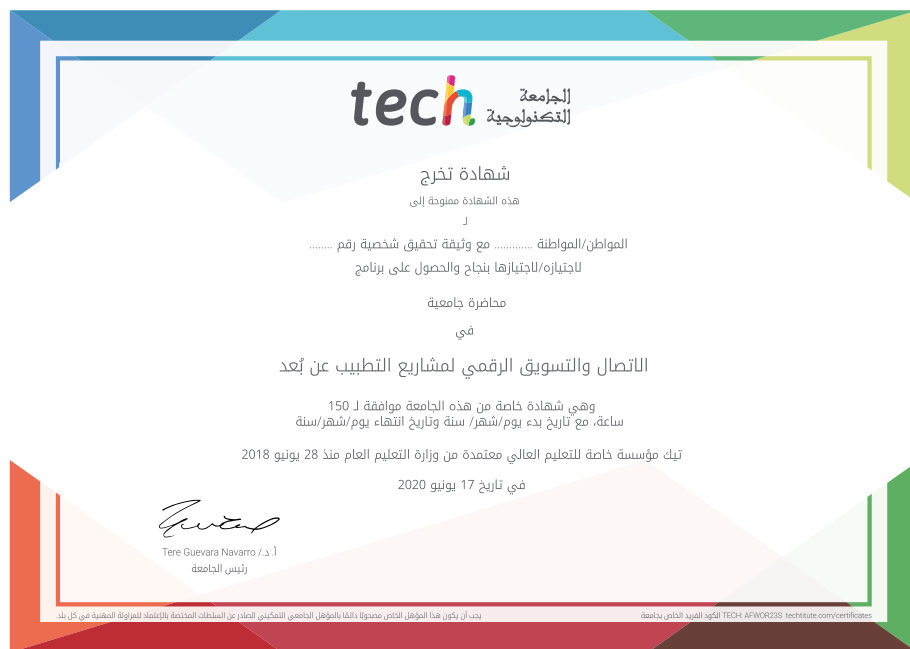 tech الجامعة
التكنولوجية
شهادة تخرج
هذه الشهادة ممنوحة إلى
لـ
المواطن/المواطنة ............. مع وثيقة تحقيق شخصية رقم ........
لاجتيازه/لاجتيازها بنجاح والحصول على برنامج
محاضرة جامعية
في
الاتصال والتسويق الرقمي لمشاريع التطبيب عن بُعد
وهي شهادة خاصة من هذه الجامعة موافقة لـ 150
ساعة، مع تاريخ بدء يوم/شهر/ سنة وتاريخ انتهاء يوم/شهر/سنة
تيك مؤسسة خاصة للتعليم العالي معتمدة من وزارة التعليم العام منذ 28 يونيو 2018
في تاريخ 17 يونيو 2020
أ. د./ Tere Guevara Navarro
رئيس الجامعة
يجب أن يكون هذا المؤهل الخاص مصحوبًا دائمًا بالمؤهل الجامعي التمكيني الصادر عن السلطات المختصة بالإعتماد للمزاولة المهنية في كل بلد.
الكود الفريد الخاص بجامعة TECH: AFWOR23S techtitute.com/certificates